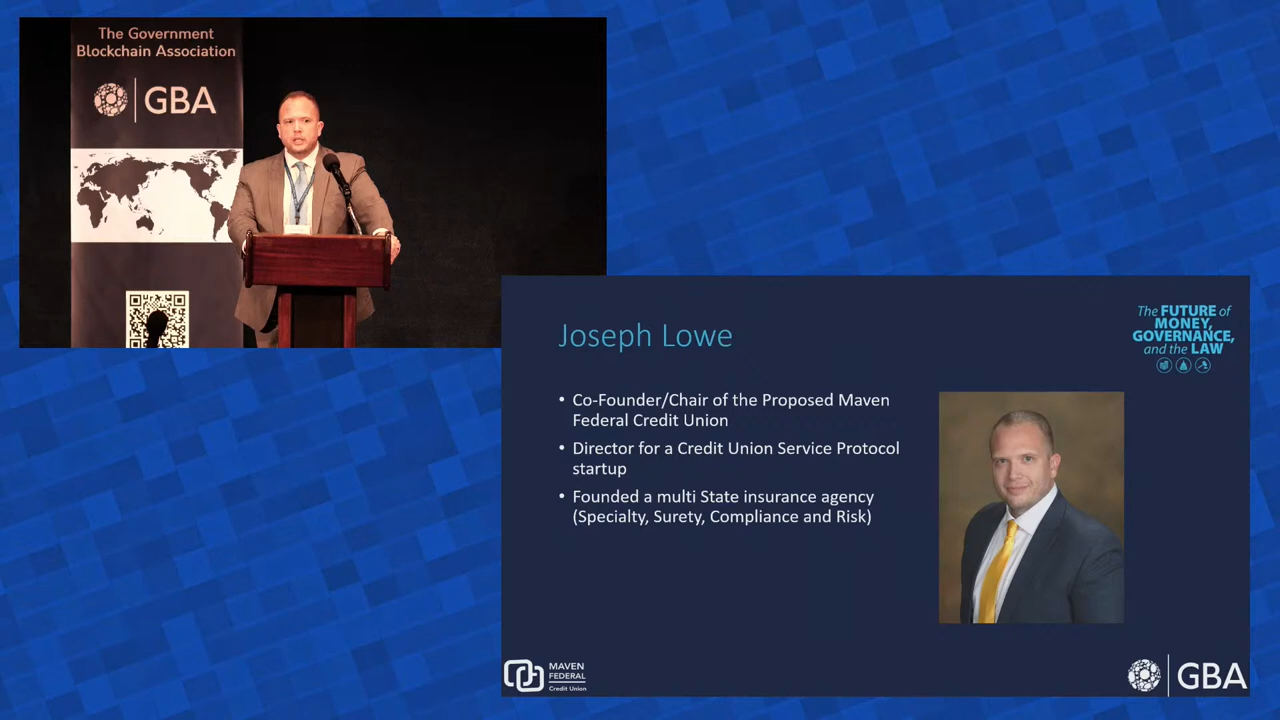 The Government
Blockchain Association
GBA
Joseph Lowe
• Co-Founder/Chair of the Proposed Maven
Federal Credit Union
• Director for a Credit Union Service Protocol
startup
• Founded a multi State insurance agency
(Specialty, Surety, Compliance and Risk)
The FUTURE of
MONEY,
GOVERNANCE,
and the LAW
MAVEN
FEDERAL
Credit Union
GBA